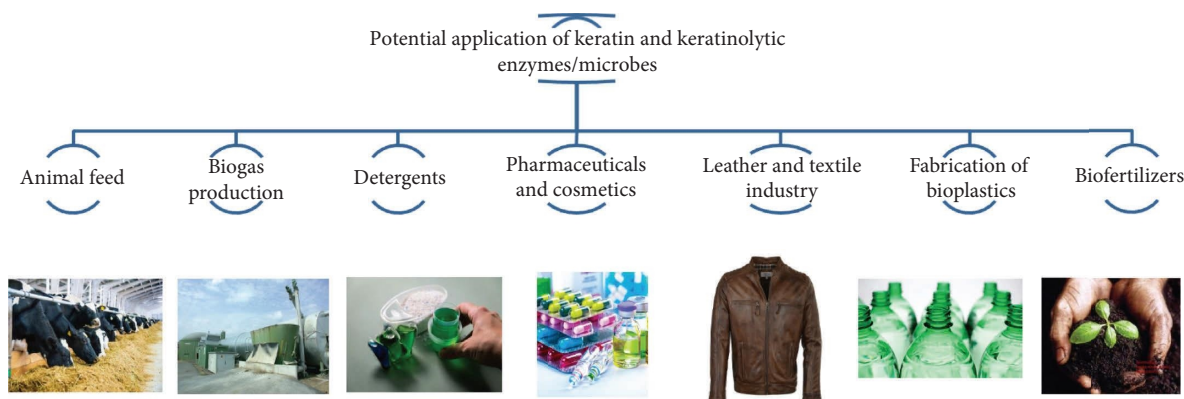 Potential application of keratin and keratinolytic
enzymes/microbes
Animal feed
Biogas
production
Detergents
Pharmaceuticals
and cosmetics
Leather and textile
industry
Fabrication of
bioplastics
Biofertilizers